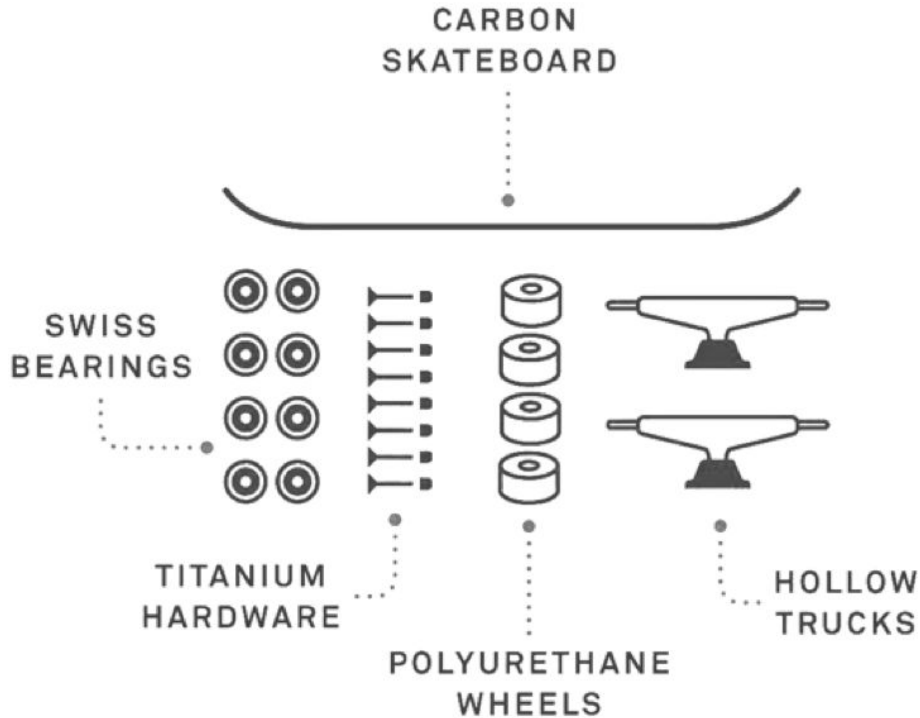 CARBON
SKATEBOARD
SWISS
BEARINGS
TITANIUM
HARDWARE
POLYURETHANE
WHEELS
HOLLOW
TRUCKS